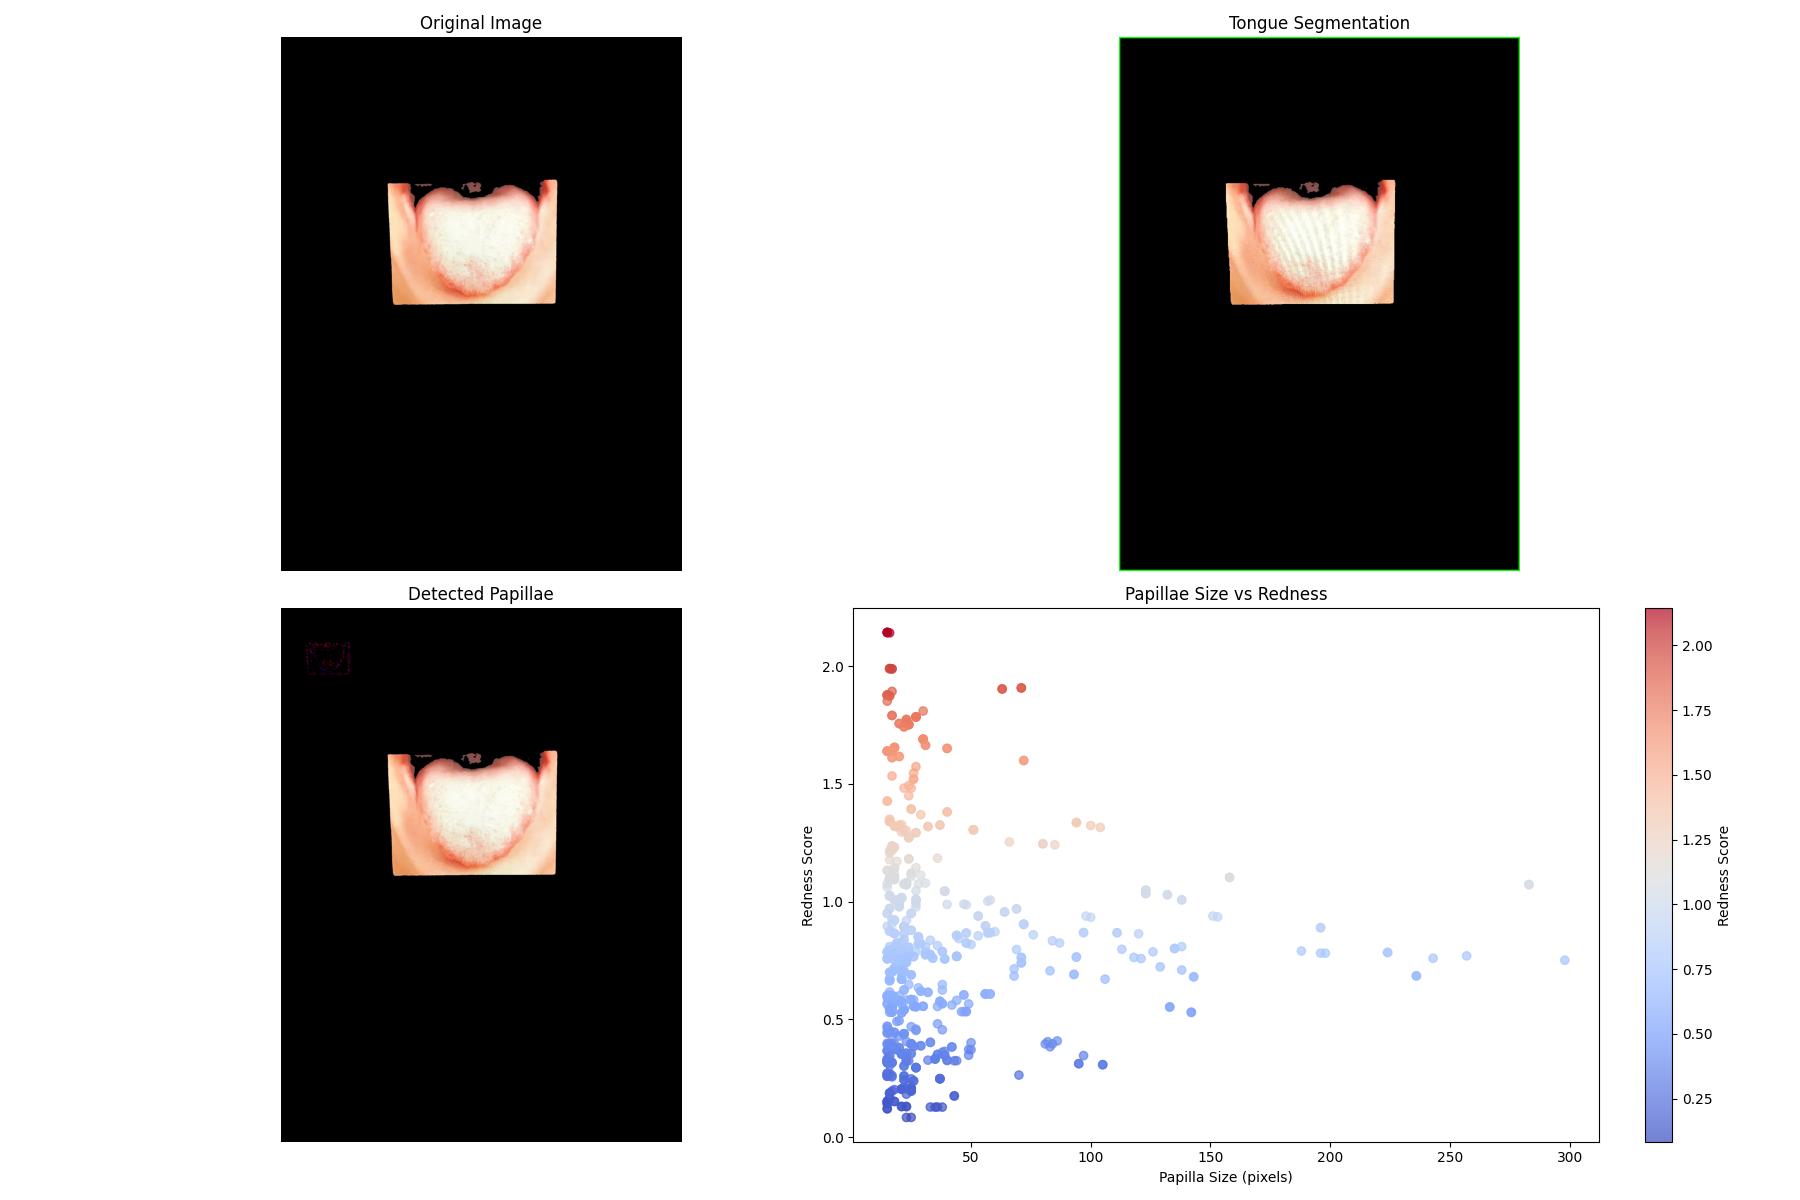 Original Image
Tongue Segmentation
Detected Papillae
Papillae Size vs Redness
Redness Score
2.0
1.5
1.0
0.5
0.0
50
100
150
200
250
300
Papilla Size (pixels)
2.00
1.75
1.50
1.25
1.00
0.75
0.50
0.25
Redness Score